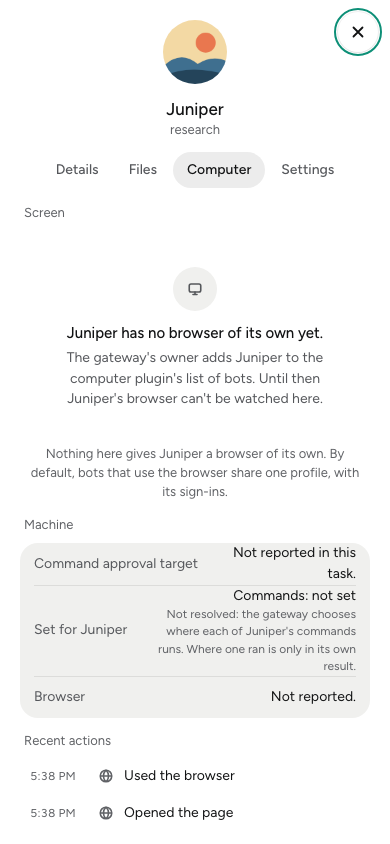 Juniper
research
Details Files Computer Settings
Screen
Juniper has no browser of its own yet.
The gateway's owner adds Juniper to the
computer plugin's list of bots. Until then
Juniper's browser can't be watched here.
Nothing here gives Juniper a browser of its own. By
default, bots that use the browser share one profile, with
its sign-ins.
Machine
Command approval target Not reported in this
task.
Set for Juniper Commands: not set
Not resolved: the gateway chooses
where each of Juniper's commands
runs. Where one ran is only in its own
result.
Browser Not reported.
Recent actions
5:38 PM Used the browser
5:38 PM Opened the page